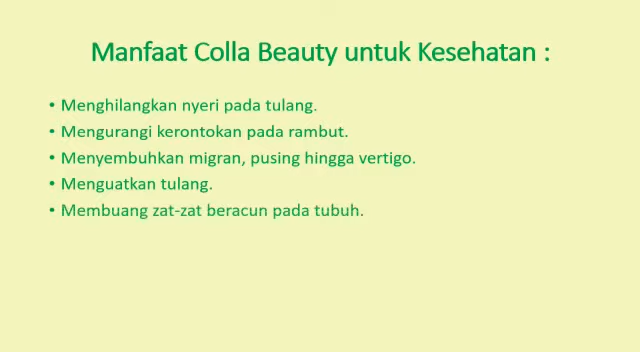 Manfaat Colla Beauty untuk Kesehatan :
• Menghilangkan nyeri pada tulang.
• Mengurangi kerontokan pada rambut.
• Menyembuhkan migran, pusing hingga vertigo.
• Menguatkan tulang.
• Membuang zat-zat beracun pada tubuh.